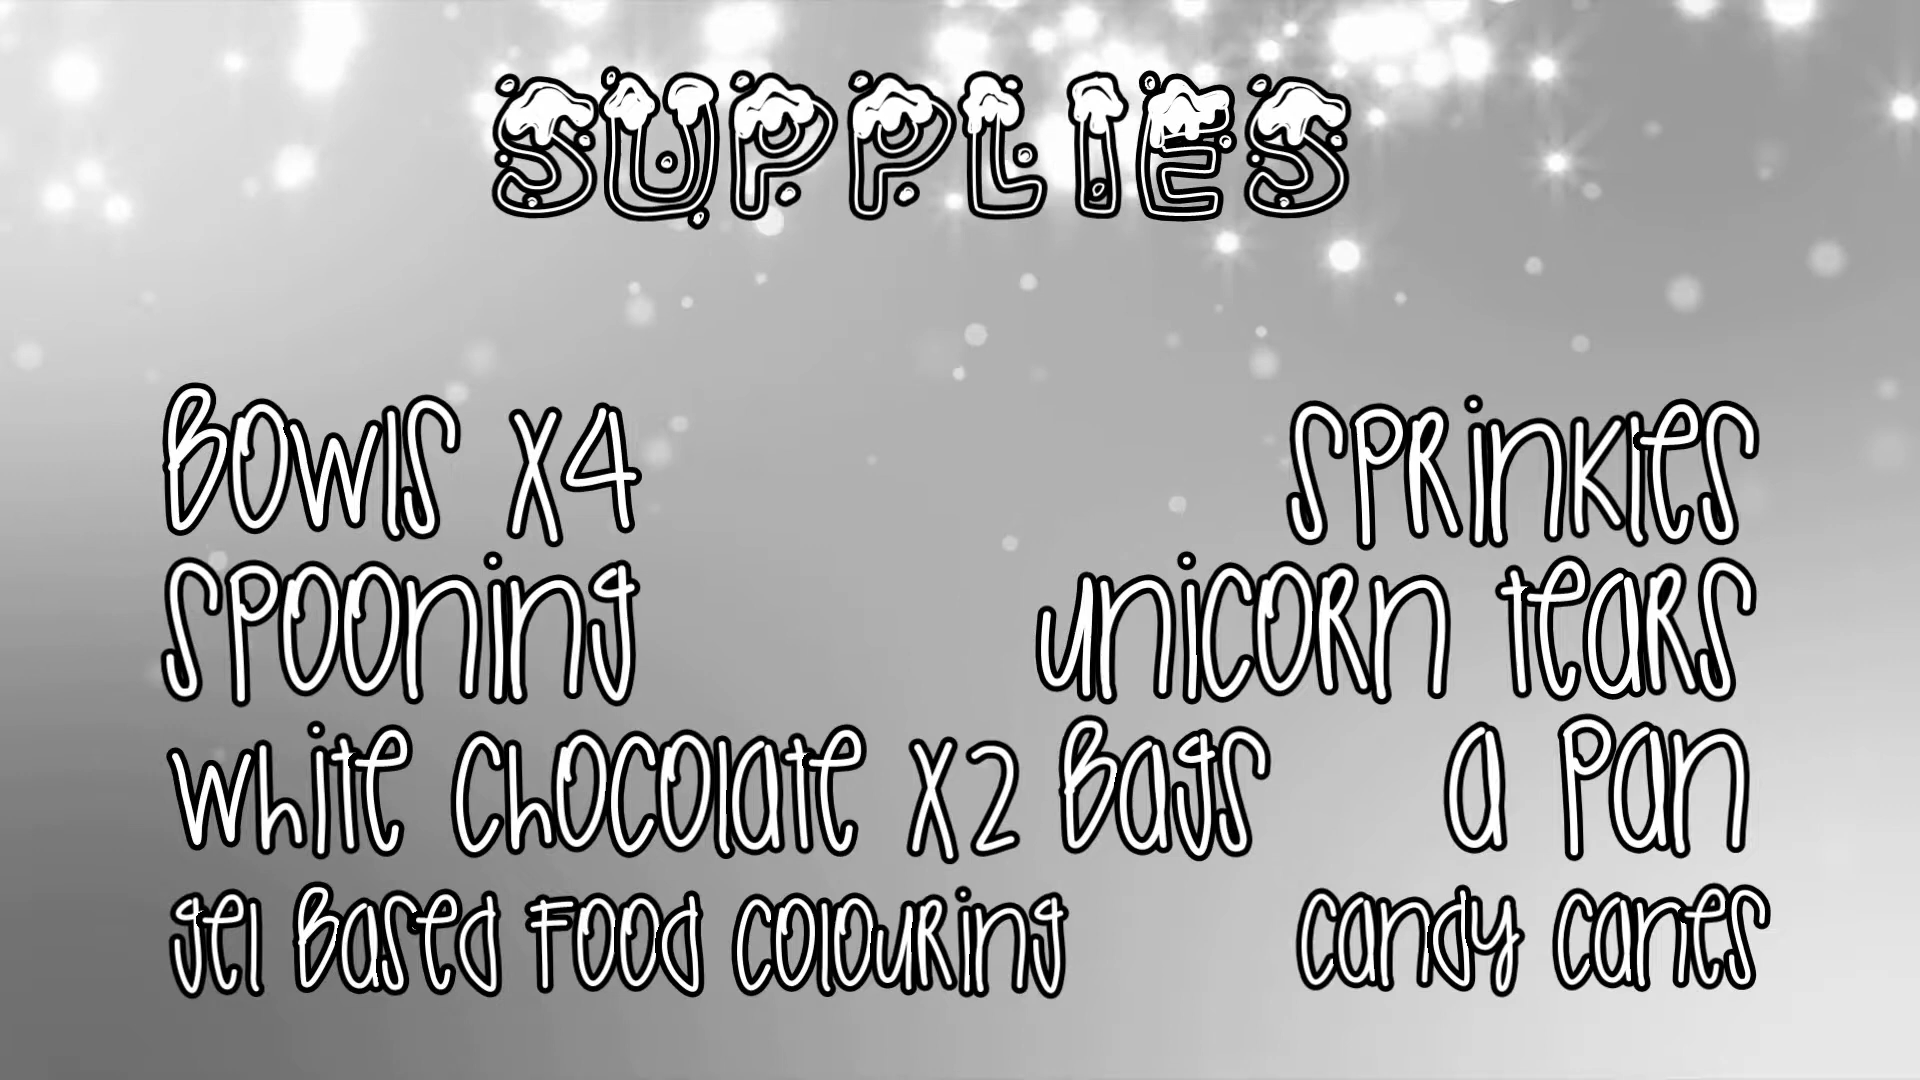 SUPPLIES
Bowls x4
Spooning
White Chocolate x2 Bags
gel Based Food Colouring
Sprinkles
unicorn tears
a pan
Candy Canes